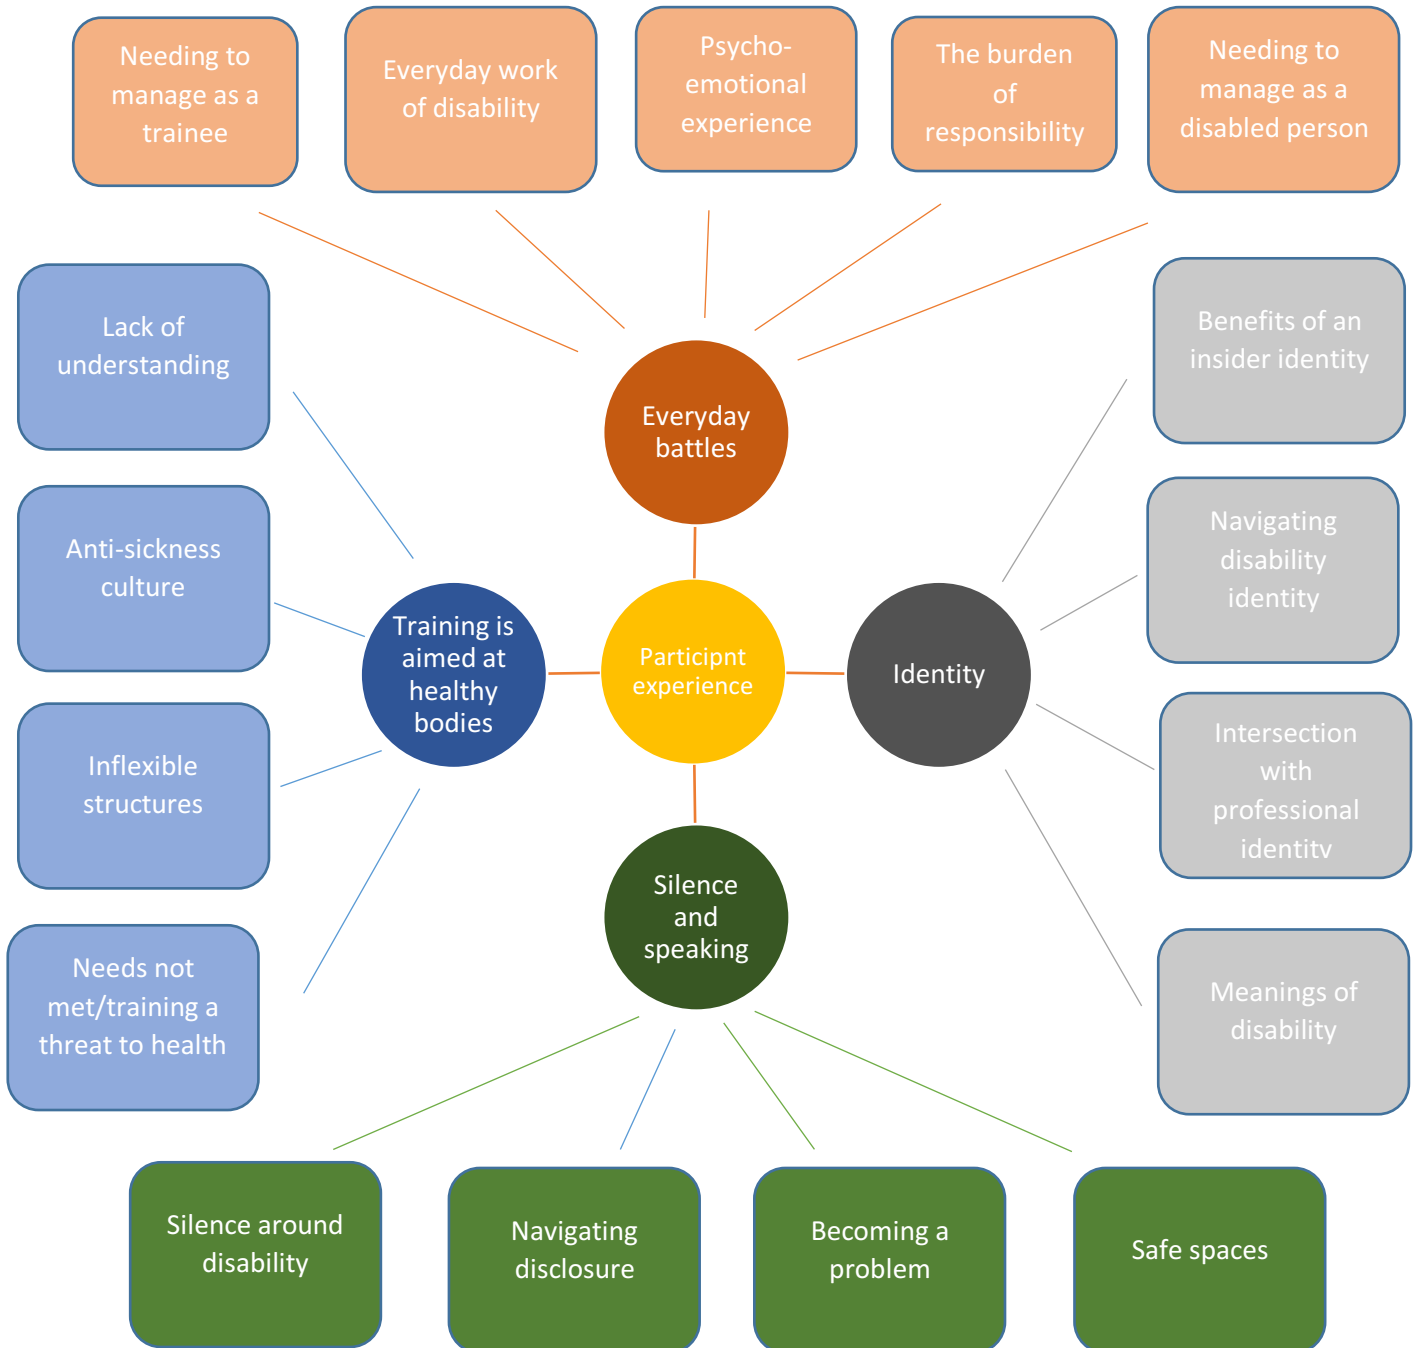 Needing to
manage as a
trainee
Everyday work
of disability
Psycho-
emotional
experience
The burden
of
responsibility
Needing to
manage as a
disabled person
Lack of
understanding
Anti-sickness
culture
Inflexible
structures
Needs not
met/training a
threat to health
Everyday
battles
Training is
aimed at
healthy
bodies
Participnt
experience
Identity
Silence
and
speaking
Benefits of an
insider identity
Navigating
disability
identity
Intersection
with
professional
identity
Meanings of
disability
Silence around
disability
Navigating
disclosure
Becoming a
problem
Safe spaces